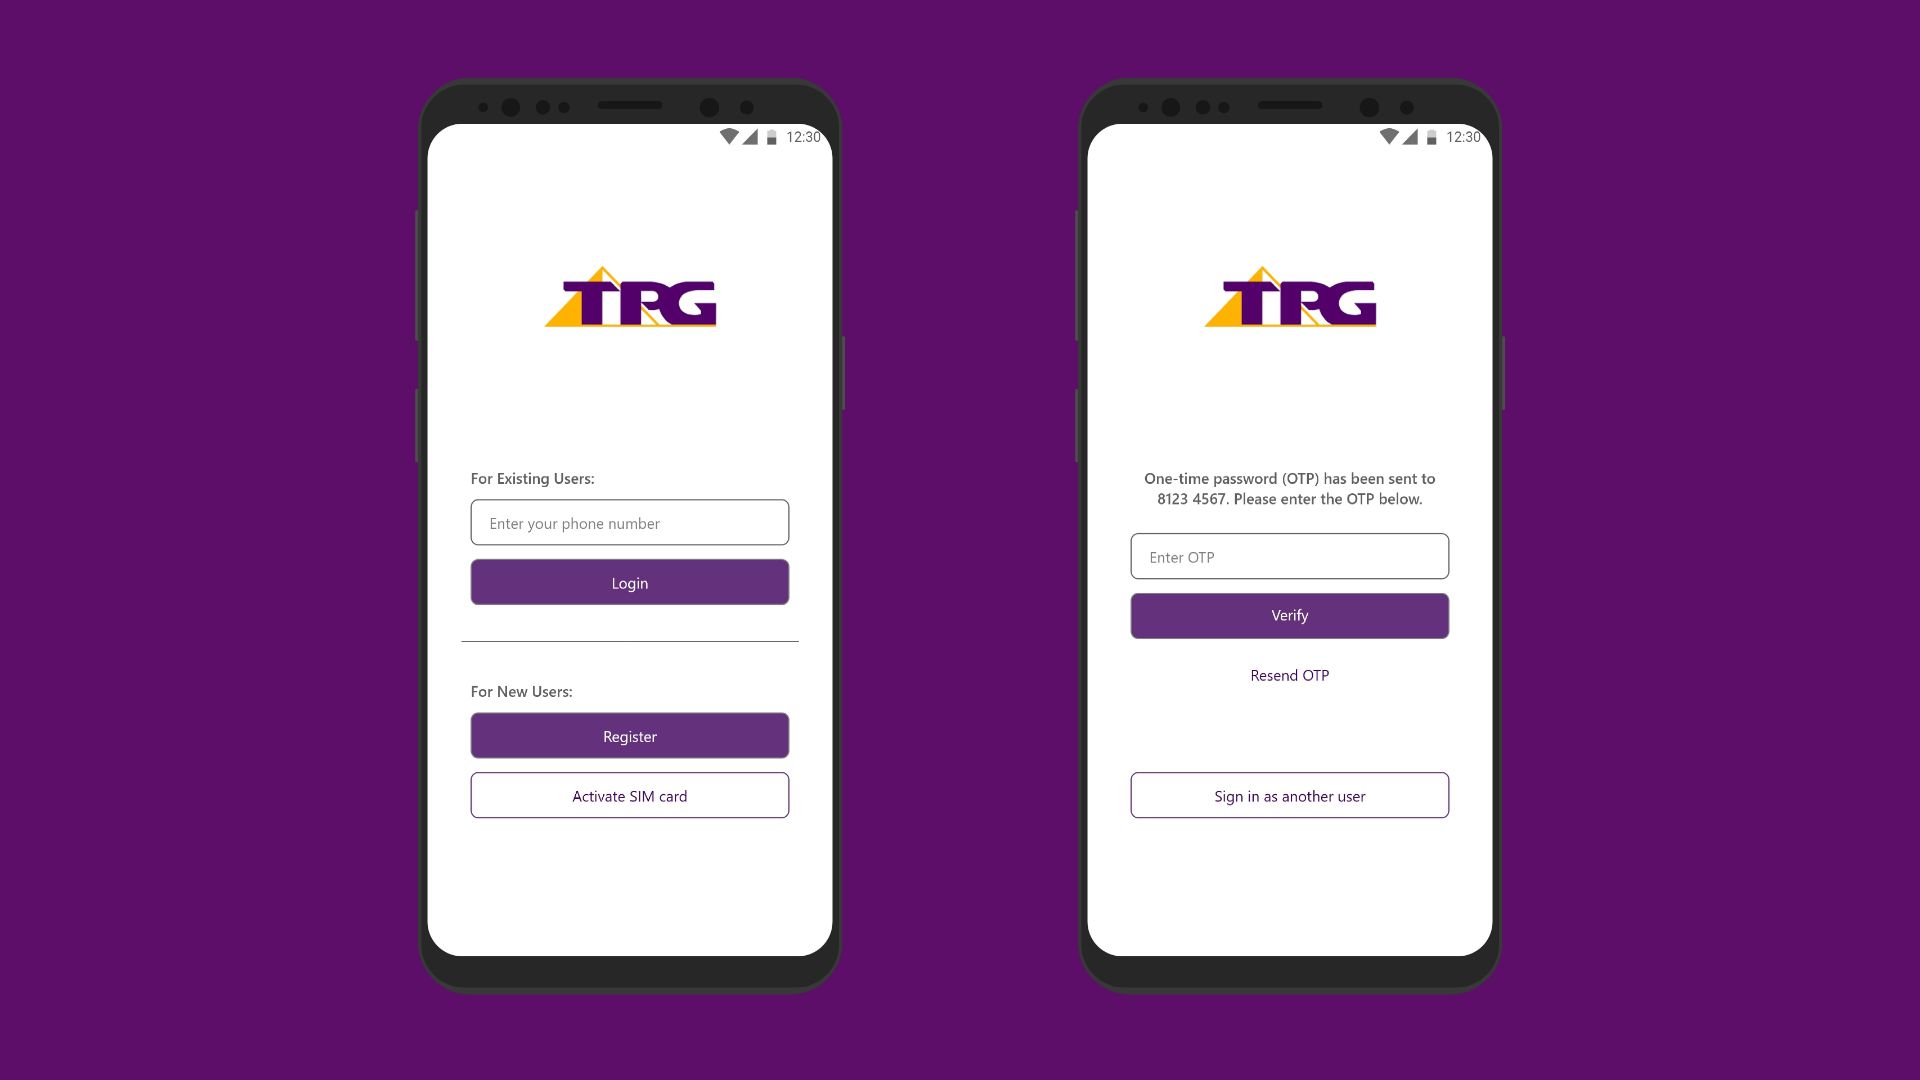 12:30
TPG
For Existing Users:
Enter your phone number
Login
For New Users:
Register
Activate SIM card
12:30
TPG
One-time password (OTP) has been sent to
8123 4567. Please enter the OTP below.
Enter OTP
Verify
Resend OTP
Sign in as another user